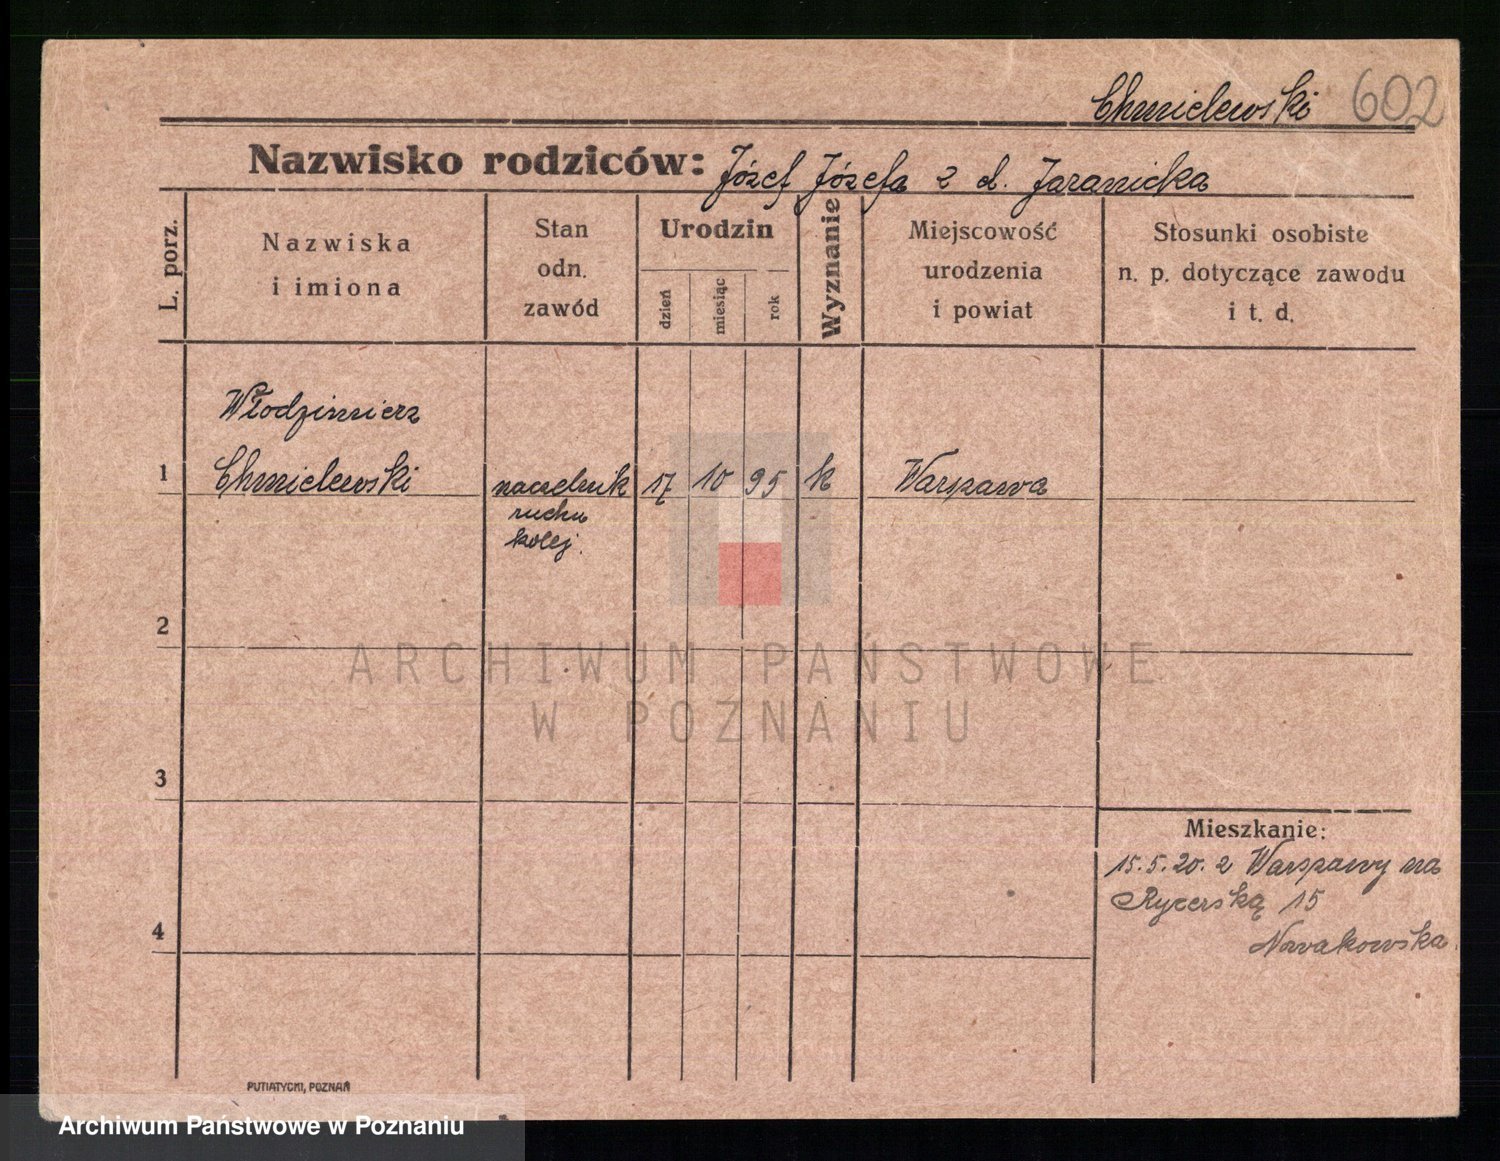 Chmielewski 602
Nazwisko rodziców: Józef Józefa z d. Jaranicka
L. porz.
Nazwiska
i imiona
Stan
odn.
zawód
Urodzin
dzień
miesiąc
rok
Wyznanie
Miejscowość
urodzenia
i powiat
Stosunki osobiste
n. p. dotyczące zawodu
i t. d.
Włodzimierz
1 Chmielewski naczelnik 17 10 95 k Warszawa
ruchu
kolej.
2
ARCHIWUM PAŃSTWOWE
W POZNANIU
3
Mieszkanie:
15.5.20. z Warszawy na
Rycerską 15
4
Nowakowska
PUTIATYCKI, POZNAŃ
Archiwum Państwowe w Poznaniu